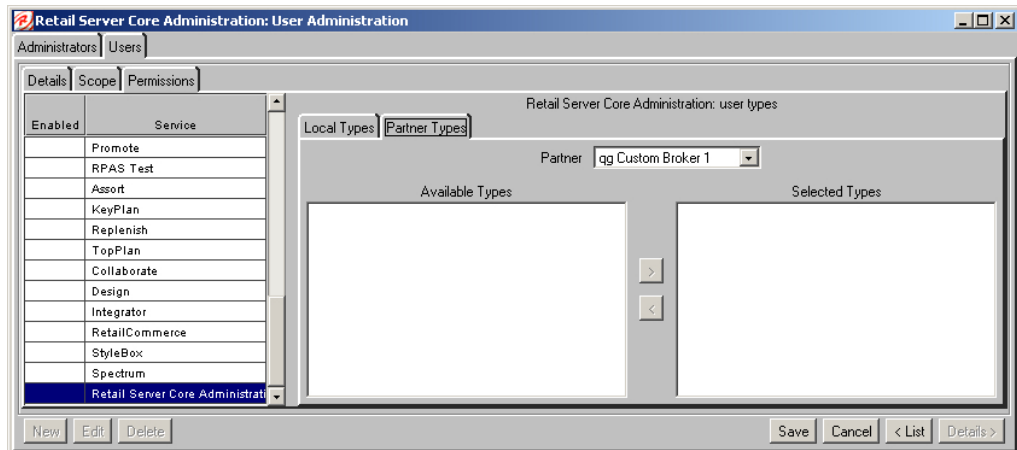 Retail Server Core Administration: User Administration
Administrators Users
Details Scope Permissions
Retail Server Core Administration: user types
Enabled Service
Local Types Partner Types
Promote
RPAS Test
Partner qg Custom Broker 1
Assort
Available Types Selected Types
KeyPlan
Replenish
TopPlan
Collaborate
>
Design
Integrator
<
RetailCommerce
StyleBox
Spectrum
Retail Server Core Administrati
New Edit Delete Save Cancel < List Details >